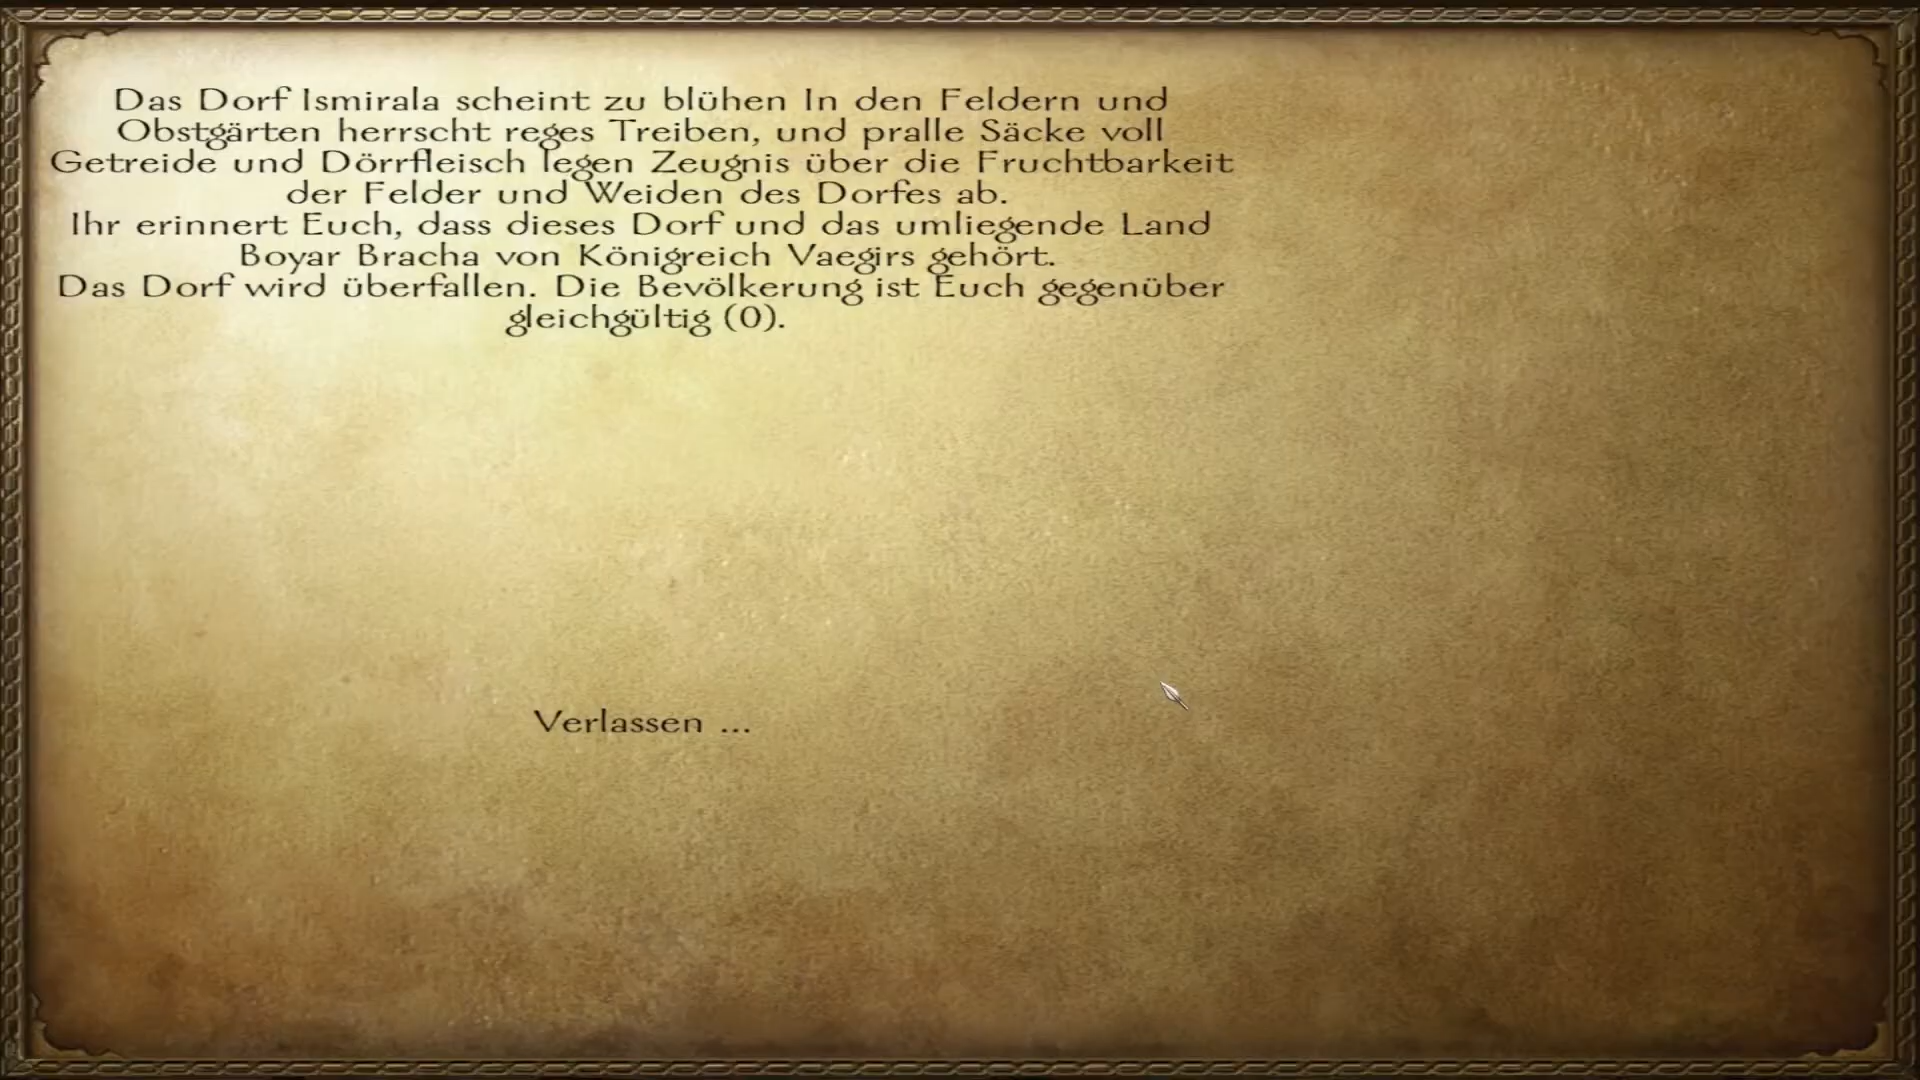 Das Dorf Ismirala scheint zu blühen In den Feldern und
Obstgärten herrscht reges Treiben, und pralle Säcke voll
Getreide und Dörrfleisch legen Zeugnis über die Fruchtbarkeit
der Felder und Weiden des Dorfes ab.
Ihr erinnert Euch, dass dieses Dorf und das umliegende Land
Boyar Bracha von Königreich Vaegirs gehört.
Das Dorf wird überfallen. Die Bevölkerung ist Euch gegenüber
gleichgültig (0).
Verlassen ...